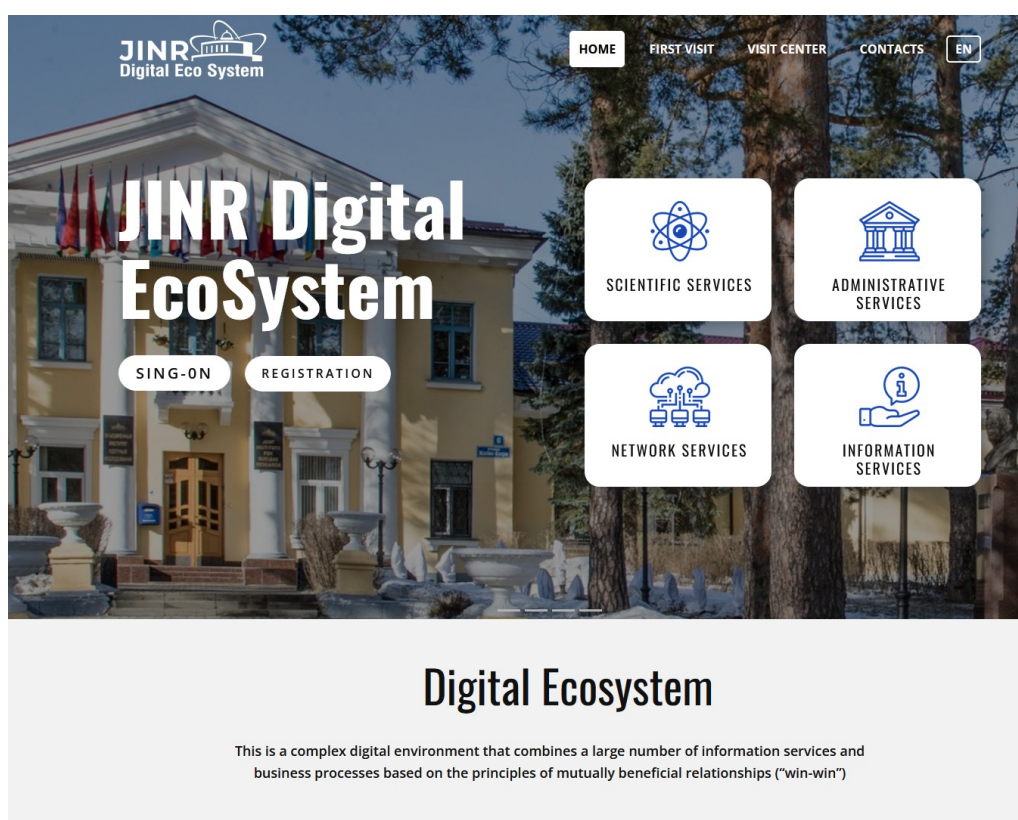 JINR
Digital Eco System
HOME
FIRST VISIT
VISIT CENTER
CONTACTS
EN
JINR Digital
EcoSystem
SING-0N
REGISTRATION
SCIENTIFIC SERVICES
ADMINISTRATIVE
SERVICES
NETWORK SERVICES
INFORMATION
SERVICES
6
Digital Ecosystem
This is a complex digital environment that combines a large number of information services and
business processes based on the principles of mutually beneficial relationships (“win-win”)